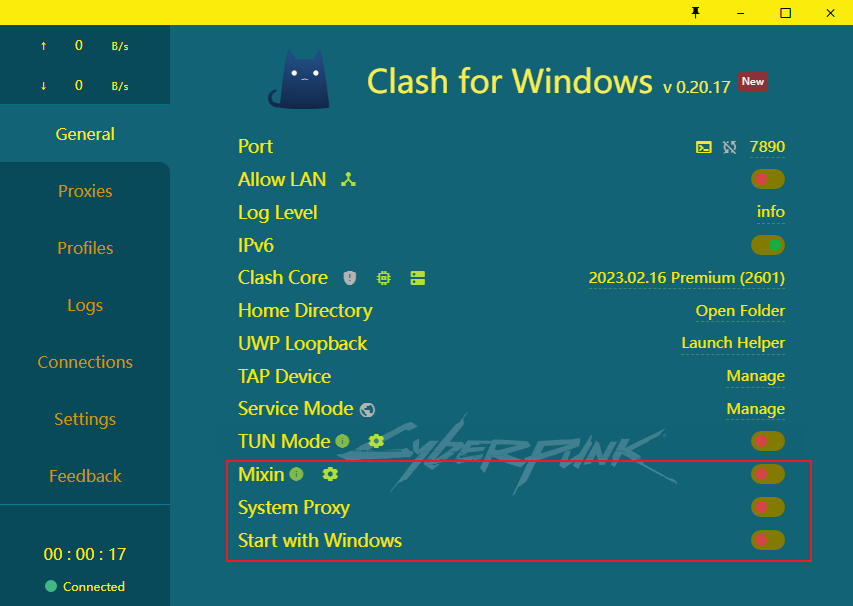 ↑ 0 B/s
↓ 0 B/s
General
Proxies
Profiles
Logs
Connections
Settings
Feedback
00 : 00 : 17
Connected
Clash for Windows v 0.20.17 New
Port 7890
Allow LAN
Log Level info
IPv6
Clash Core 2023.02.16 Premium (2601)
Home Directory Open Folder
UWP Loopback Launch Helper
TAP Device Manage
Service Mode Manage
TUN Mode
Cyberpunk
Mixin
System Proxy
Start with Windows